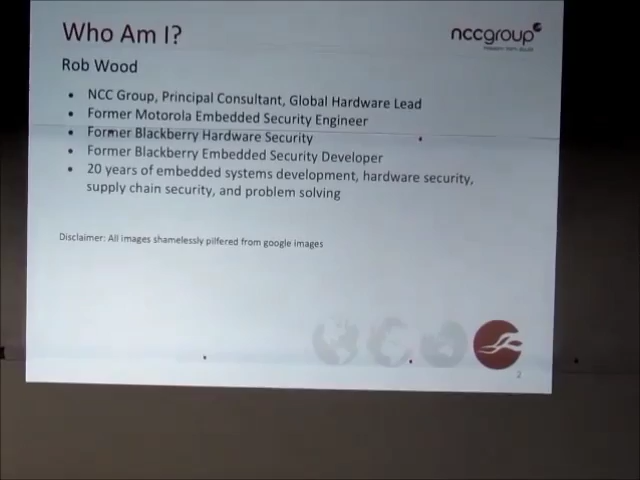 Who Am I?
nccgroup
Rob Wood
• NCC Group, Principal Consultant, Global Hardware Lead
• Former Motorola Embedded Security Engineer
• Former Blackberry Hardware Security
• Former Blackberry Embedded Security Developer
• 20 years of embedded systems development, hardware security,
supply chain security, and problem solving
Disclaimer: All images shamelessly pilfered from google images
2